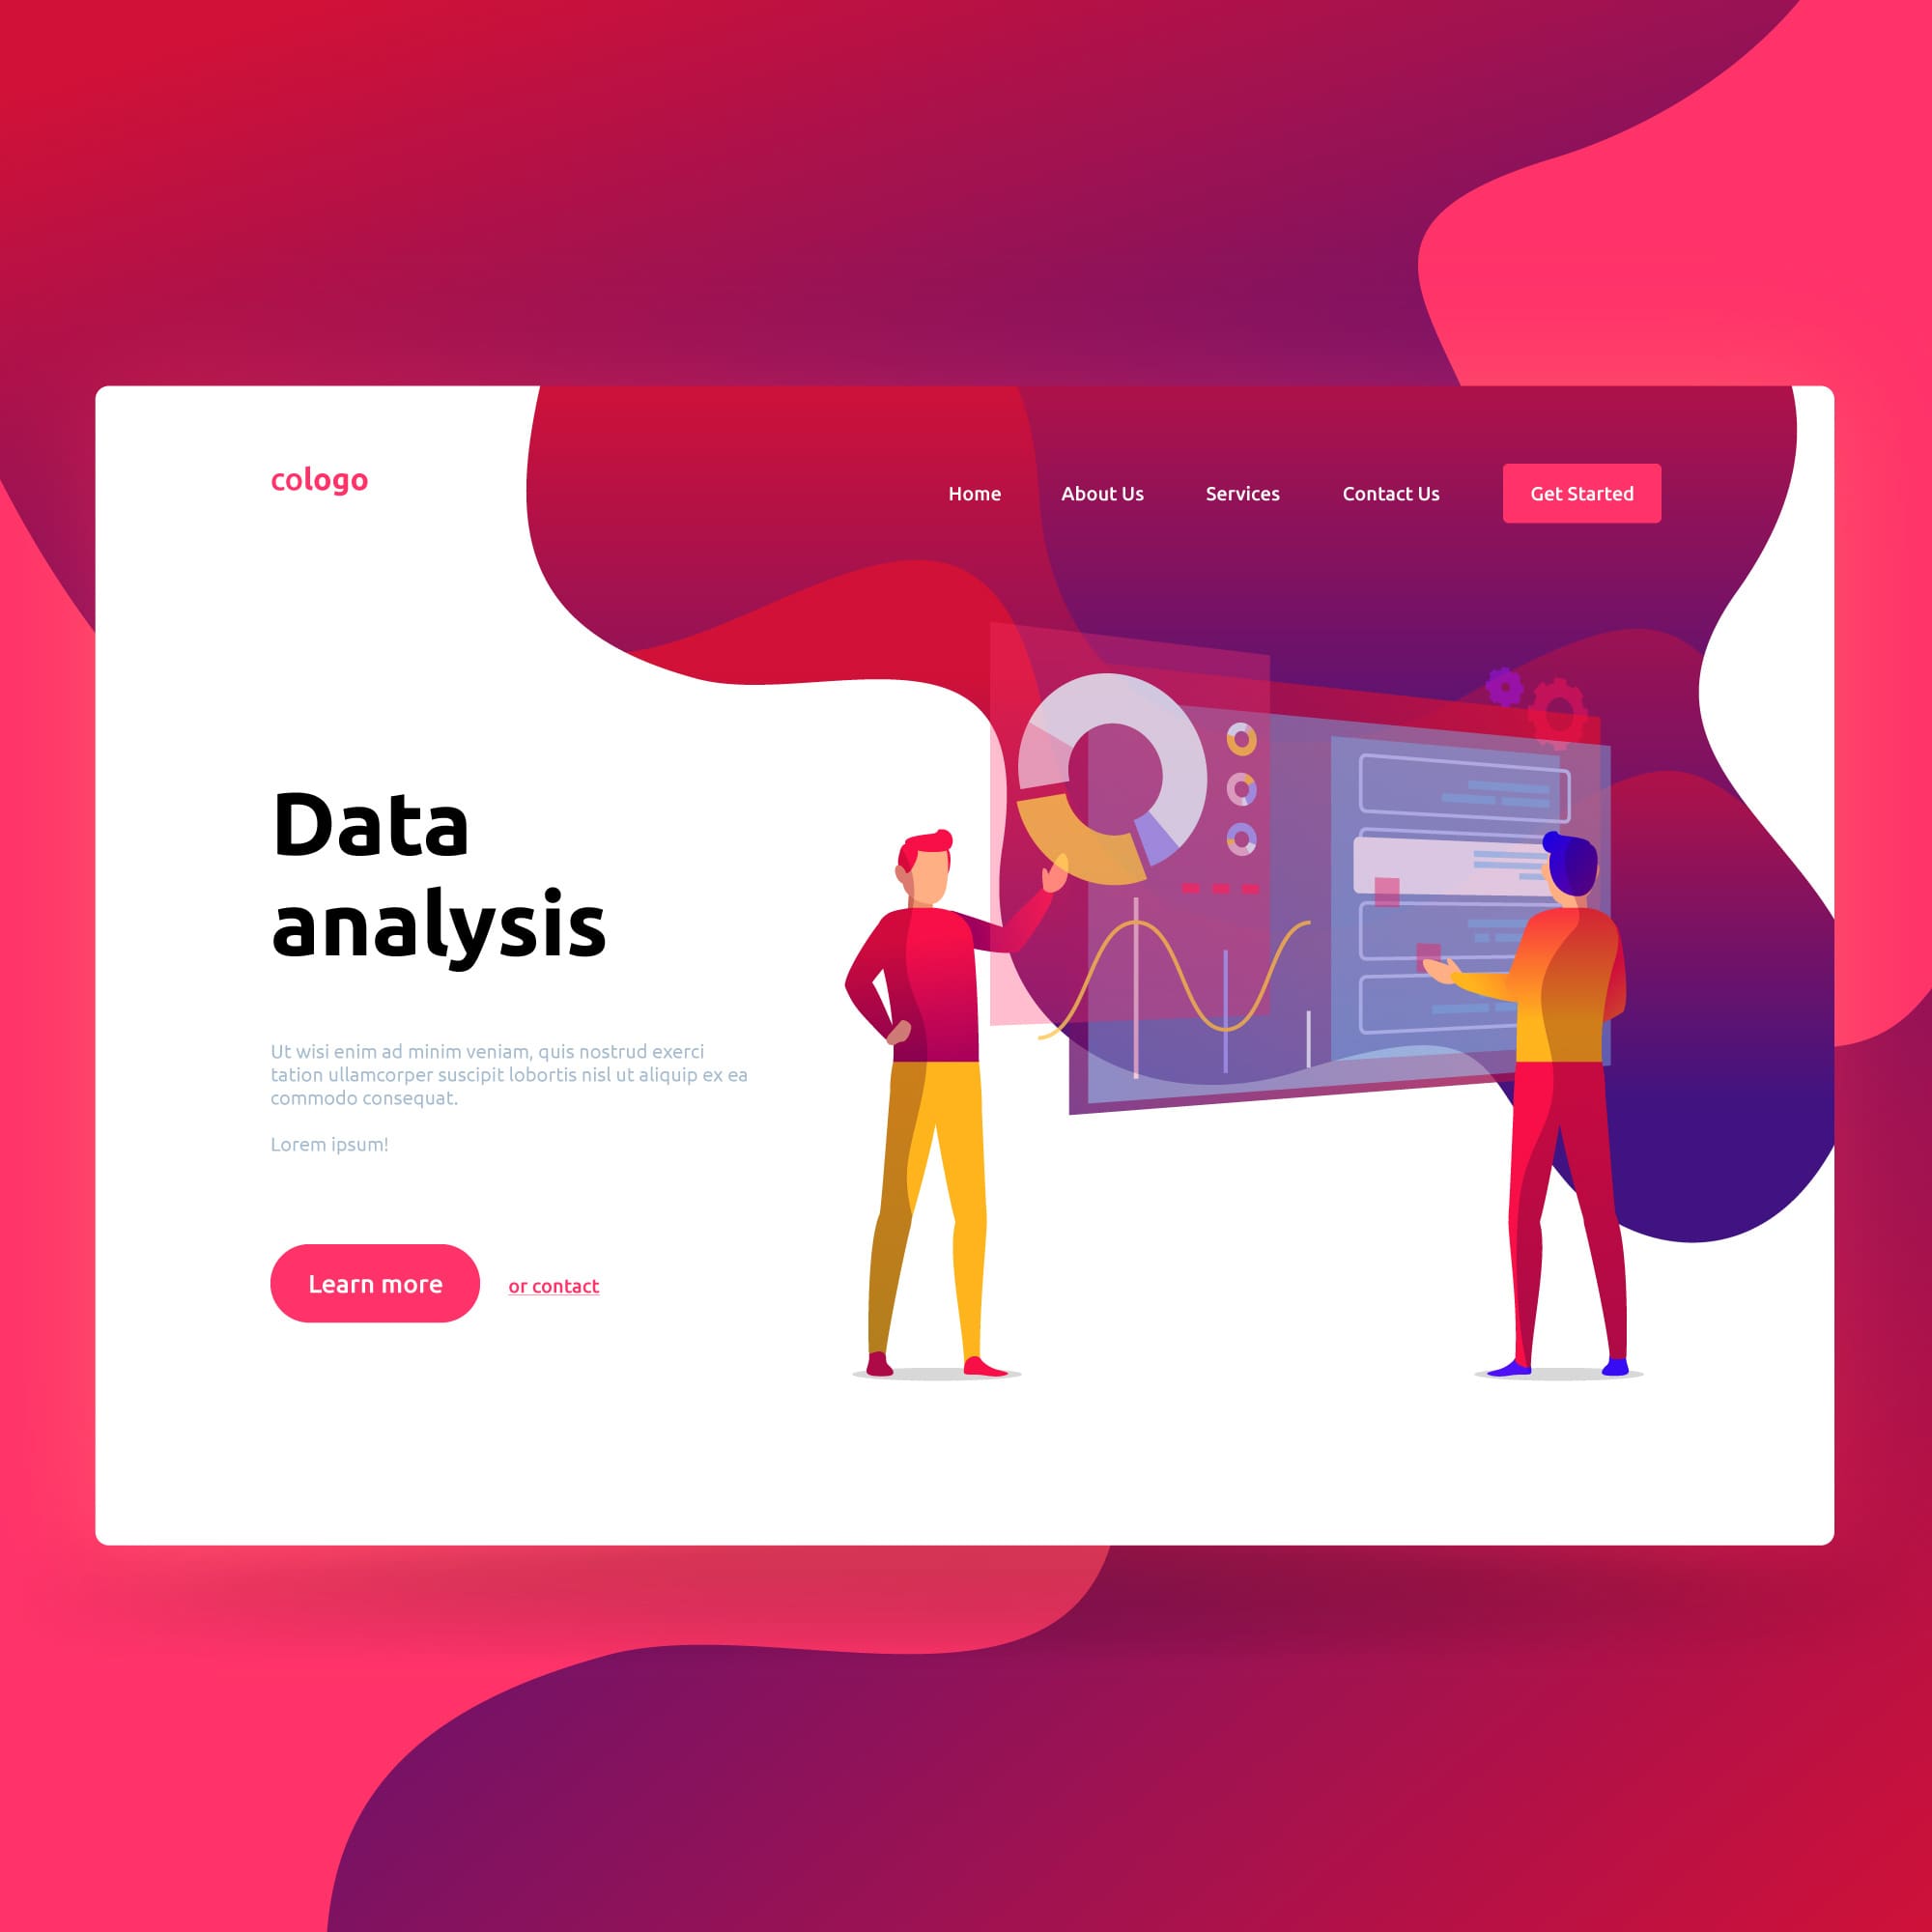 cologo
Home About Us Services Contact Us Get Started
Data
analysis
Ut wisi enim ad minim veniam, quis nostrud exerci
tation ullamcorper suscipit lobortis nisl ut aliquip ex ea
commodo consequat.
Lorem ipsum!
Learn more or contact